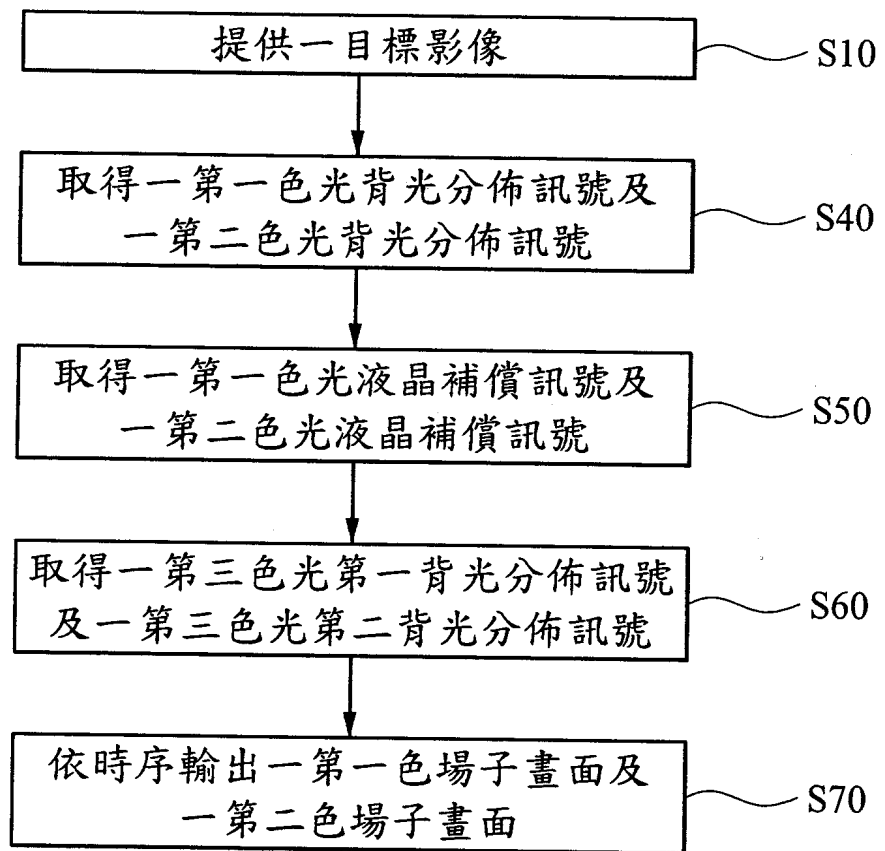 提供一目標影像
S10
取得一第一色光背光分佈訊號及
一第二色光背光分佈訊號
S40
取得一第一色光液晶補償訊號及
一第二色光液晶補償訊號
S50
取得一第三色光第一背光分佈訊號
及一第三色光第二背光分佈訊號
S60
依時序輸出一第一色場子畫面及
一第二色場子畫面
S70